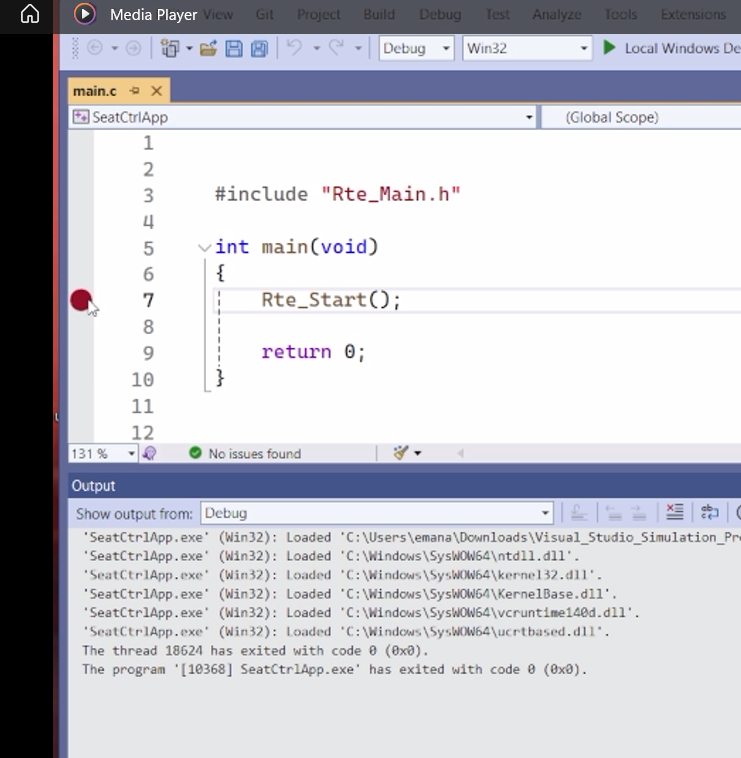 Media Player View Git Project Build Debug Test Analyze Tools Extensions
Debug Win32 Local Windows De
main.c
SeatCtrlApp (Global Scope)
1
2
3 #include "Rte_Main.h"
4
5 int main(void)
6 {
7 Rte_Start();
8
9 return 0;
10 }
11
12
131 % No issues found
Output
Show output from: Debug
'SeatCtrlApp.exe' (Win32): Loaded 'C:\Users\emana\Downloads\Visual_Studio_Simulation_Pr
'SeatCtrlApp.exe' (Win32): Loaded 'C:\Windows\SysWOW64\ntdll.dll'.
'SeatCtrlApp.exe' (Win32): Loaded 'C:\Windows\SysWOW64\kernel32.dll'.
'SeatCtrlApp.exe' (Win32): Loaded 'C:\Windows\SysWOW64\KernelBase.dll'.
'SeatCtrlApp.exe' (Win32): Loaded 'C:\Windows\SysWOW64\vcruntime140d.dll'.
'SeatCtrlApp.exe' (Win32): Loaded 'C:\Windows\SysWOW64\ucrtbased.dll'.
The thread 18624 has exited with code 0 (0x0).
The program '[10368] SeatCtrlApp.exe' has exited with code 0 (0x0).